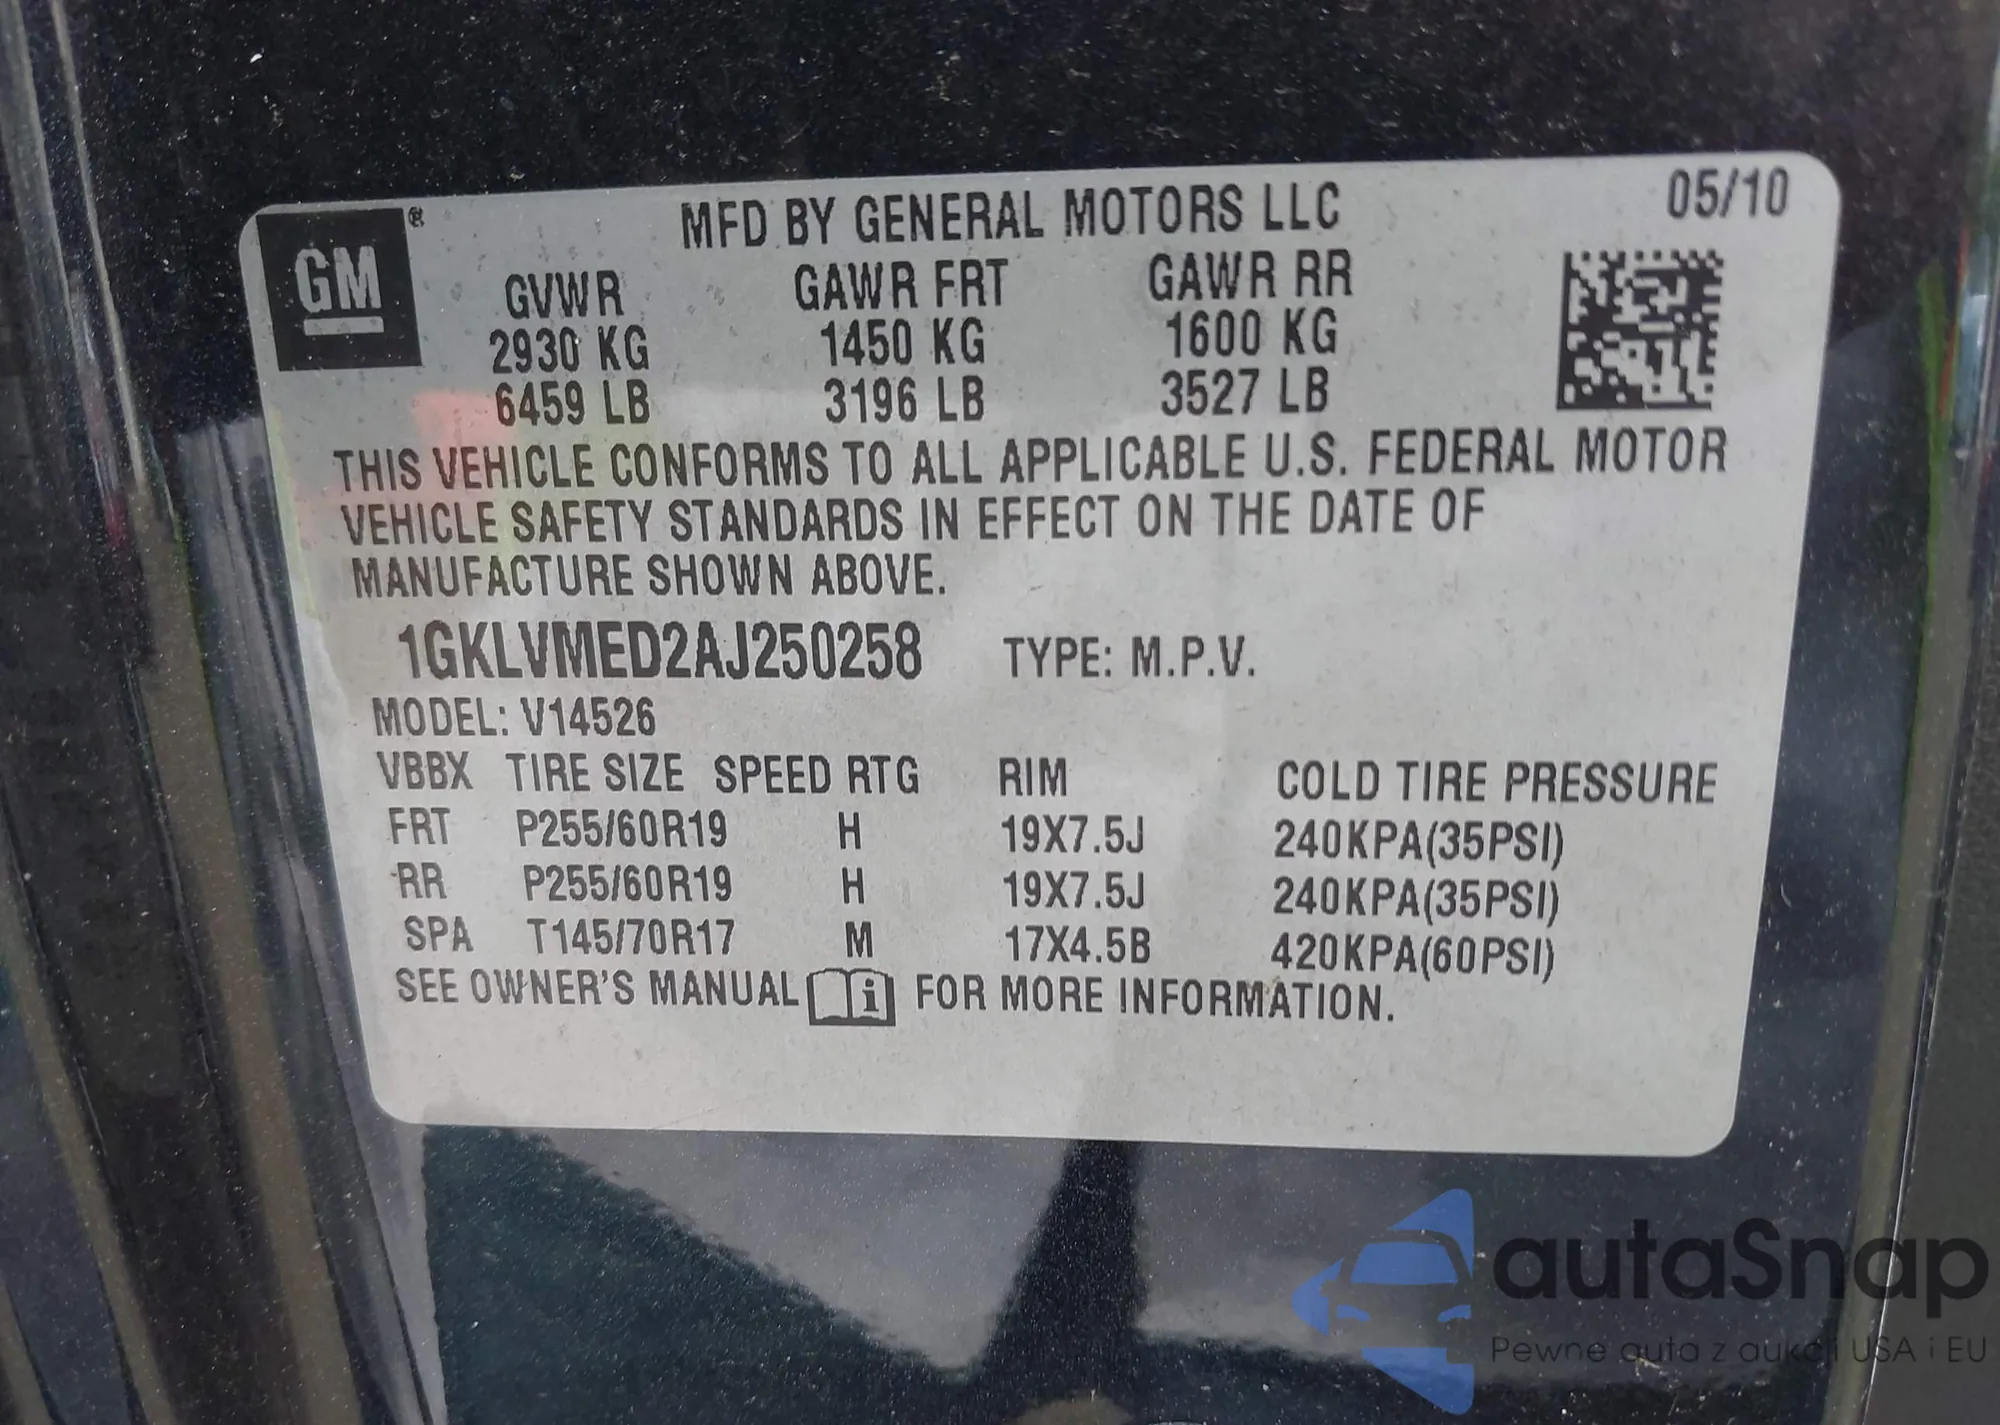 GM ®
MFD BY GENERAL MOTORS LLC 05/10
GVWR GAWR FRT GAWR RR
2930 KG 1450 KG 1600 KG
6459 LB 3196 LB 3527 LB
THIS VEHICLE CONFORMS TO ALL APPLICABLE U.S. FEDERAL MOTOR
VEHICLE SAFETY STANDARDS IN EFFECT ON THE DATE OF
MANUFACTURE SHOWN ABOVE.
1GKLVMED2AJ250258 TYPE: M.P.V.
MODEL: V14526
VBBX TIRE SIZE SPEED RTG RIM COLD TIRE PRESSURE
FRT P255/60R19 H 19X7.5J 240KPA(35PSI)
RR P255/60R19 H 19X7.5J 240KPA(35PSI)
SPA T145/70R17 M 17X4.5B 420KPA(60PSI)
SEE OWNER'S MANUAL i FOR MORE INFORMATION.
autaSnap
Pewne auta z aukcji USA i EU